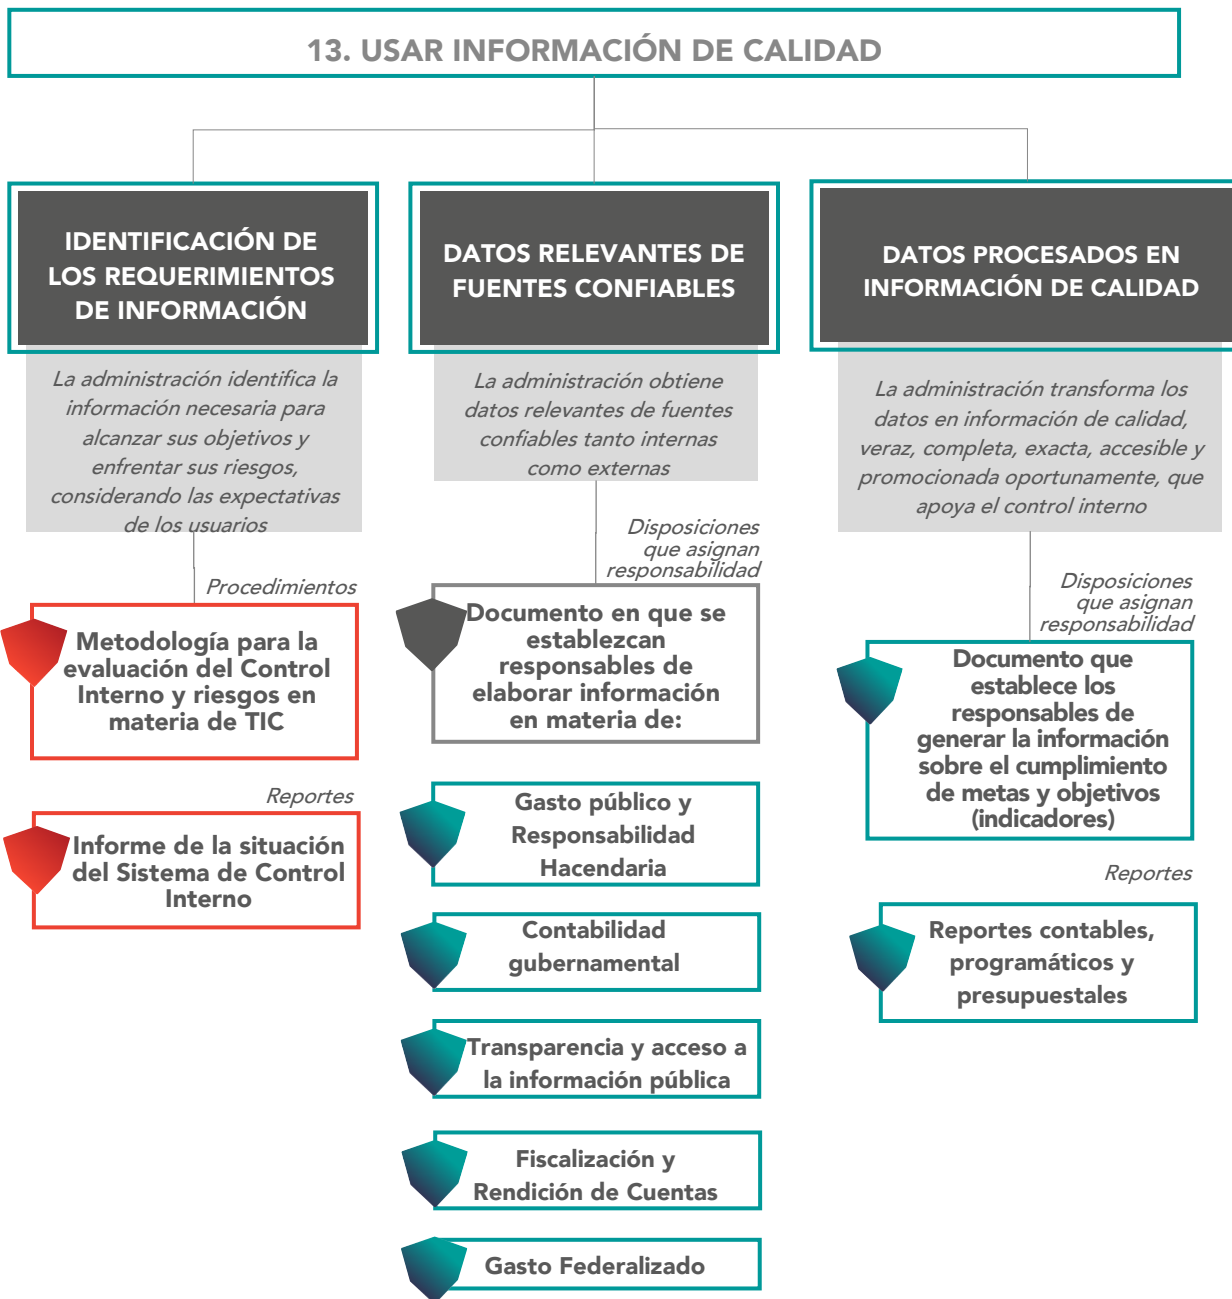 13. USAR INFORMACIÓN DE CALIDAD
IDENTIFICACIÓN DE
LOS REQUERIMIENTOS
DE INFORMACIÓN
La administración identifica la
información necesaria para
alcanzar sus objetivos y
enfrentar sus riesgos,
considerando las expectativas
de los usuarios
Procedimientos
Metodología para la
evaluación del Control
Interno y riesgos en
materia de TIC
Reportes
Informe de la situación
del Sistema de Control
Interno
DATOS RELEVANTES DE
FUENTES CONFIABLES
La administración obtiene
datos relevantes de fuentes
confiables tanto internas
como externas
Disposiciones
que asignan
responsabilidad
Documento en que se
establezcan
responsables de
elaborar información
en materia de:
Gasto público y
Responsabilidad
Hacendaria
Contabilidad
gubernamental
Transparencia y acceso a
la información pública
Fiscalización y
Rendición de Cuentas
Gasto Federalizado
DATOS PROCESADOS EN
INFORMACIÓN DE CALIDAD
La administración transforma los
datos en información de calidad,
veraz, completa, exacta, accesible y
promocionada oportunamente, que
apoya el control interno
Disposiciones
que asignan
responsabilidad
Documento que
establece los
responsables de
generar la información
sobre el cumplimiento
de metas y objetivos
(indicadores)
Reportes
Reportes contables,
programáticos y
presupuestales